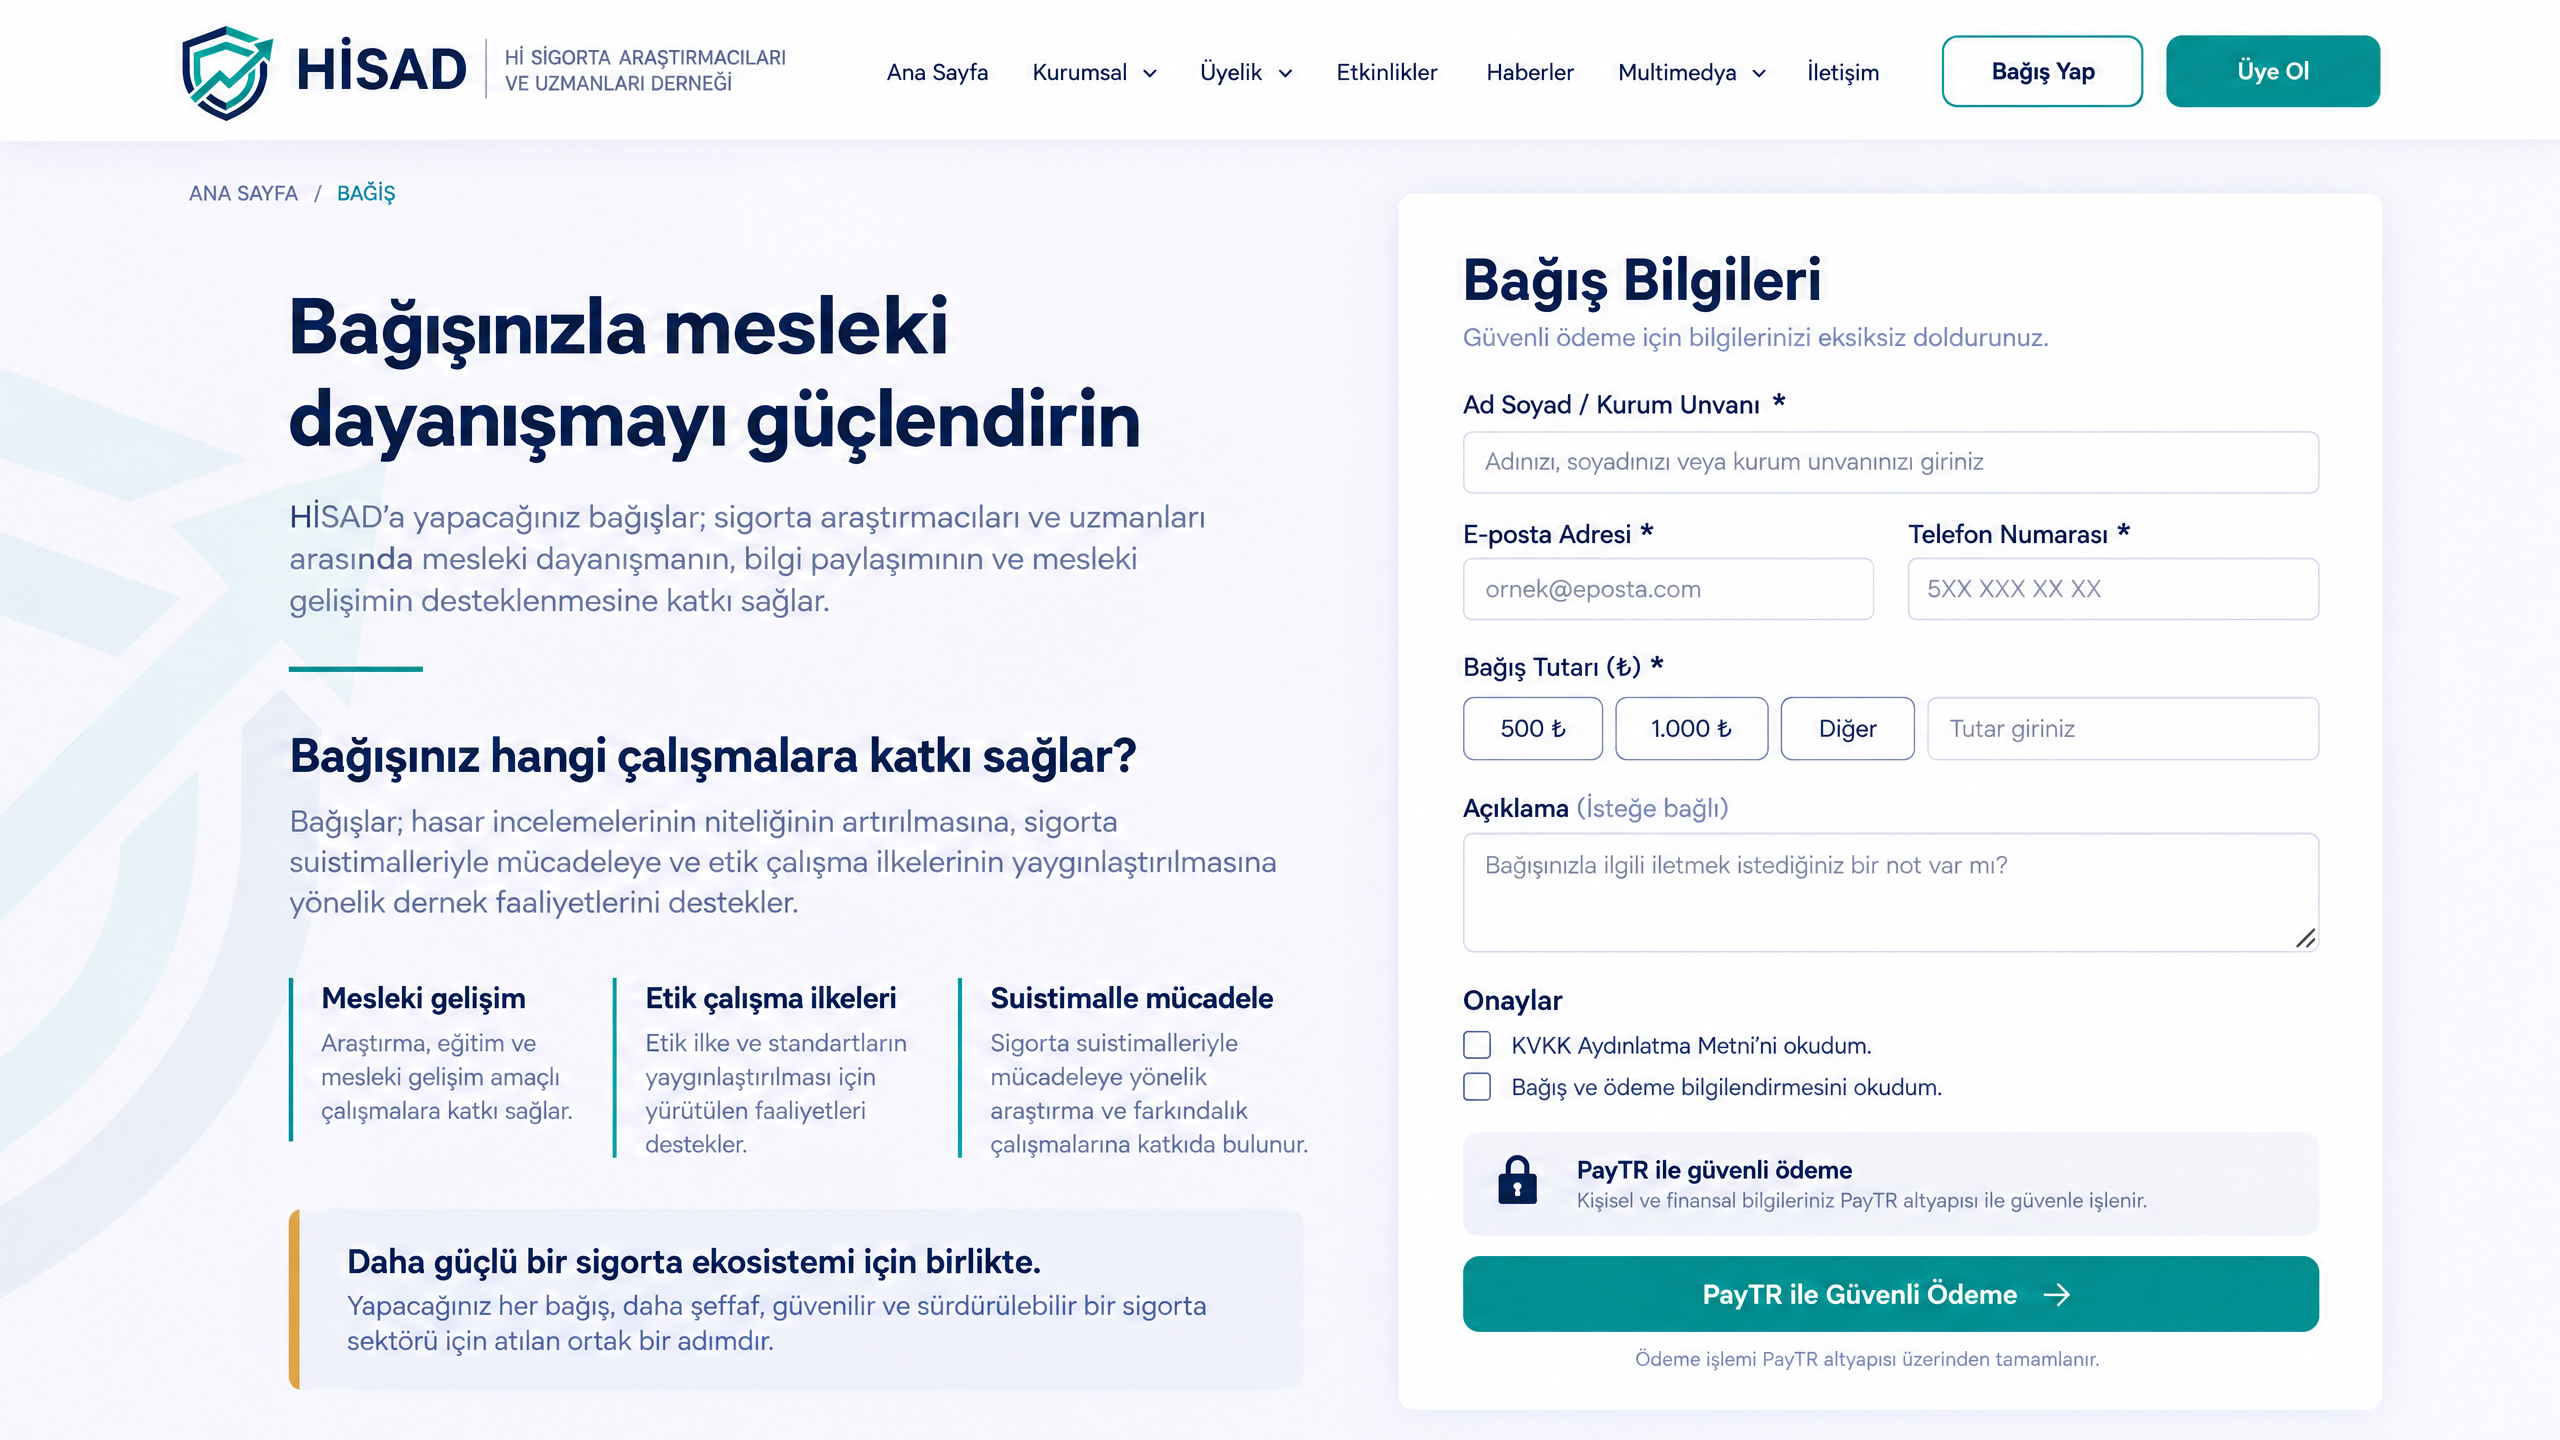 HİSAD
Hİ SİGORTA ARAŞTIRMACILARI
VE UZMANLARI DERNEĞİ
Ana Sayfa
Kurumsal
Üyelik
Etkinlikler
Haberler
Multimedya
İletişim
Bağış Yap
Üye Ol
ANA SAYFA / BAĞİŞ
Bağışınızla mesleki
dayanışmayı güçlendirin
HİSAD’a yapacağınız bağışlar; sigorta araştırmacıları ve uzmanları
arasında mesleki dayanışmanın, bilgi paylaşımının ve mesleki
gelişimin desteklenmesine katkı sağlar.
Bağışınız hangi çalışmalara katkı sağlar?
Bağışlar; hasar incelemelerinin niteliğinin artırılmasına, sigorta
suistimalleriyle mücadeleye ve etik çalışma ilkelerinin yaygınlaştırılmasına
yönelik dernek faaliyetlerini destekler.
Mesleki gelişim
Araştırma, eğitim ve
mesleki gelişim amaçlı
çalışmalara katkı sağlar.
Etik çalışma ilkeleri
Etik ilke ve standartların
yaygınlaştırılması için
yürütülen faaliyetleri
destekler.
Suistimalle mücadele
Sigorta suistimalleriyle
mücadeleye yönelik
araştırma ve farkındalık
çalışmalarına katkıda bulunur.
Daha güçlü bir sigorta ekosistemi için birlikte.
Yapacağınız her bağış, daha şeffaf, güvenilir ve sürdürülebilir bir sigorta
sektörü için atılan ortak bir adımdır.
Bağış Bilgileri
Güvenli ödeme için bilgilerinizi eksiksiz doldurunuz.
Ad Soyad / Kurum Unvanı *
Adınızı, soyadınızı veya kurum unvanınızı giriniz
E-posta Adresi *
ornek@eposta.com
Telefon Numarası *
5XX XXX XX XX
Bağış Tutarı (₺) *
500 ₺
1.000 ₺
Diğer
Tutar giriniz
Açıklama (İsteğe bağlı)
Bağışınızla ilgili iletmek istediğiniz bir not var mı?
Onaylar
KVKK Aydınlatma Metni’ni okudum.
Bağış ve ödeme bilgilendirmesini okudum.
PayTR ile güvenli ödeme
Kişisel ve finansal bilgileriniz PayTR altyapısı ile güvenle işlenir.
PayTR ile Güvenli Ödeme →
Ödeme işlemi PayTR altyapısı üzerinden tamamlanır.